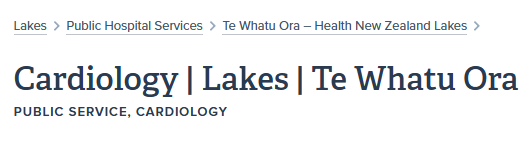 Lakes > Public Hospital Services > Te Whatu Ora – Health New Zealand Lakes >
Cardiology | Lakes | Te Whatu Ora
PUBLIC SERVICE, CARDIOLOGY